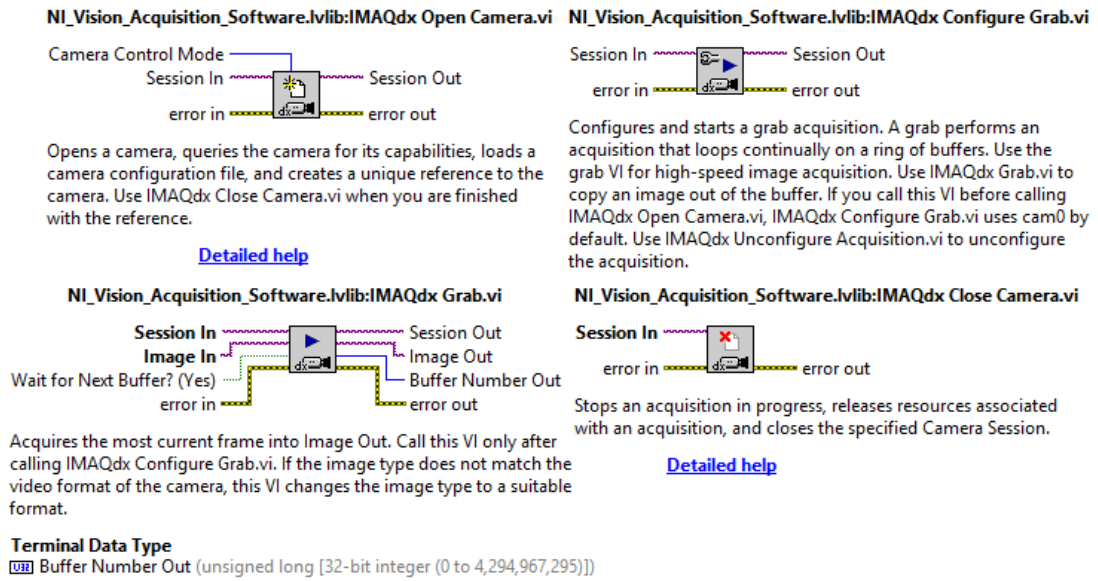 NI_Vision_Acquisition_Software.lvlib:IMAQdx Open Camera.vi
Camera Control Mode
Session In
Session Out
error in
error out
dx
Opens a camera, queries the camera for its capabilities, loads a
camera configuration file, and creates a unique reference to the
camera. Use IMAQdx Close Camera.vi when you are finished
with the reference.
Detailed help
NI_Vision_Acquisition_Software.lvlib:IMAQdx Configure Grab.vi
Session In
Session Out
error in
error out
dx
Configures and starts a grab acquisition. A grab performs an
acquisition that loops continually on a ring of buffers. Use the
grab VI for high-speed image acquisition. Use IMAQdx Grab.vi to
copy an image out of the buffer. If you call this VI before calling
IMAQdx Open Camera.vi, IMAQdx Configure Grab.vi uses cam0 by
default. Use IMAQdx Unconfigure Acquisition.vi to unconfigure
the acquisition.
NI_Vision_Acquisition_Software.lvlib:IMAQdx Grab.vi
Session In
Image In
Wait for Next Buffer? (Yes)
error in
Session Out
Image Out
Buffer Number Out
error out
dx
Acquires the most current frame into Image Out. Call this VI only after
calling IMAQdx Configure Grab.vi. If the image type does not match the
video format of the camera, this VI changes the image type to a suitable
format.
Terminal Data Type
U32 Buffer Number Out (unsigned long [32-bit integer (0 to 4,294,967,295)])
NI_Vision_Acquisition_Software.lvlib:IMAQdx Close Camera.vi
Session In
error in
error out
dx
Stops an acquisition in progress, releases resources associated
with an acquisition, and closes the specified Camera Session.
Detailed help